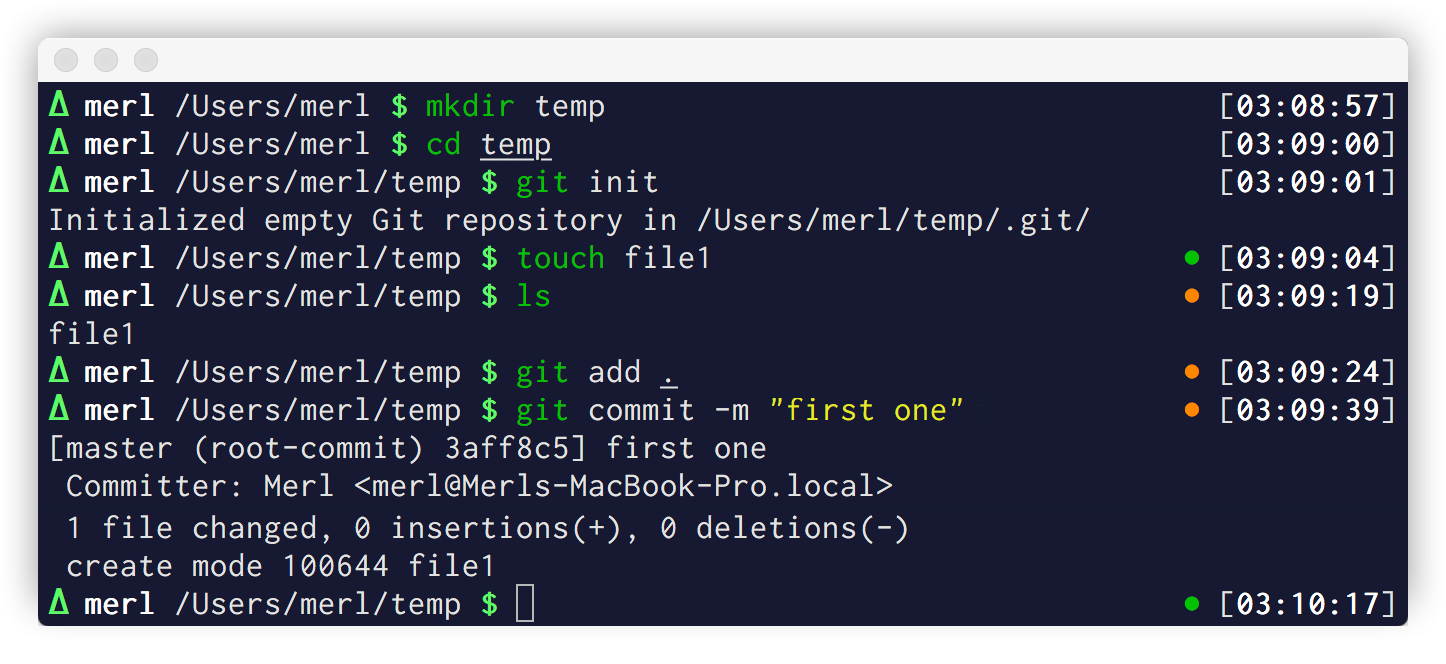 Δ merl /Users/merl $ mkdir temp [03:08:57]
Δ merl /Users/merl $ cd temp [03:09:00]
Δ merl /Users/merl/temp $ git init [03:09:01]
Initialized empty Git repository in /Users/merl/temp/.git/
Δ merl /Users/merl/temp $ touch file1 ● [03:09:04]
Δ merl /Users/merl/temp $ ls ● [03:09:19]
file1
Δ merl /Users/merl/temp $ git add . ● [03:09:24]
Δ merl /Users/merl/temp $ git commit -m "first one" ● [03:09:39]
[master (root-commit) 3aff8c5] first one
 Committer: Merl <merl@Merls-MacBook-Pro.local>
 1 file changed, 0 insertions(+), 0 deletions(-)
 create mode 100644 file1
Δ merl /Users/merl/temp $ ● [03:10:17]